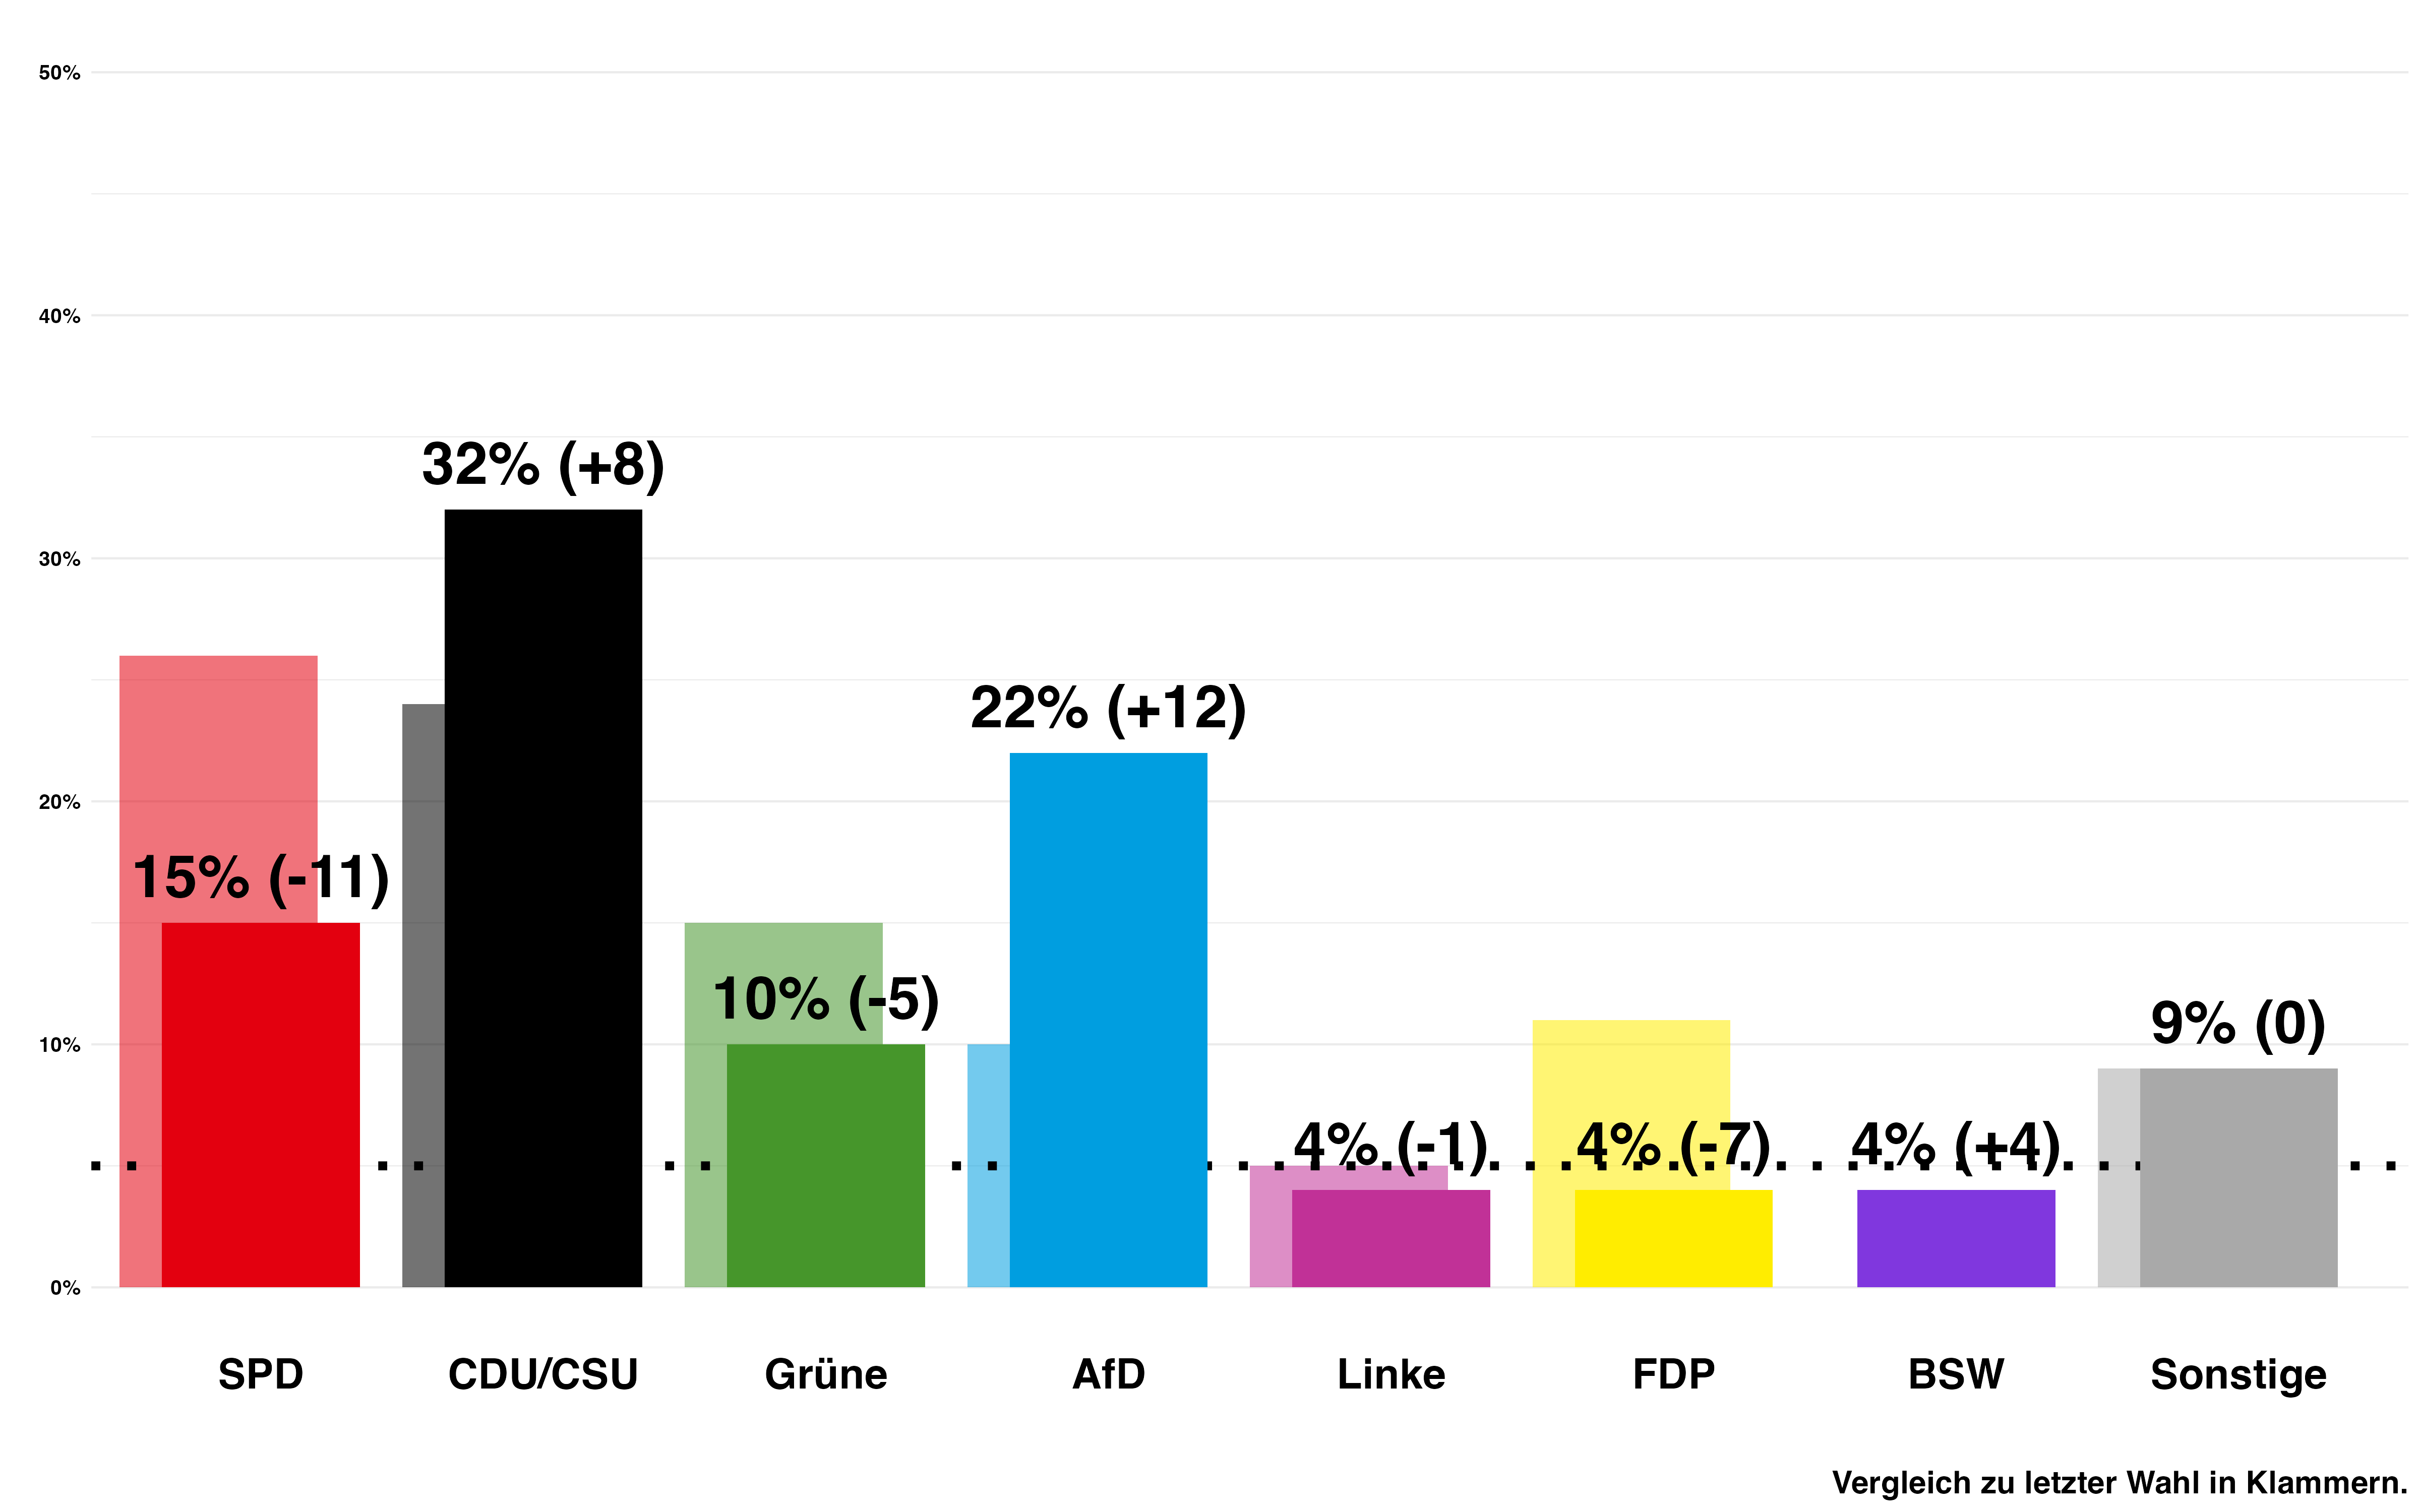 50%
40%
30%
20%
10%
0%
32% (+8)
22% (+12)
15% (-11)
10% (-5)
9% (0)
4% (-1)
4% (-7)
4% (+4)
SPD
CDU/CSU
Grüne
AfD
Linke
FDP
BSW
Sonstige
Vergleich zu letzter Wahl in Klammern.